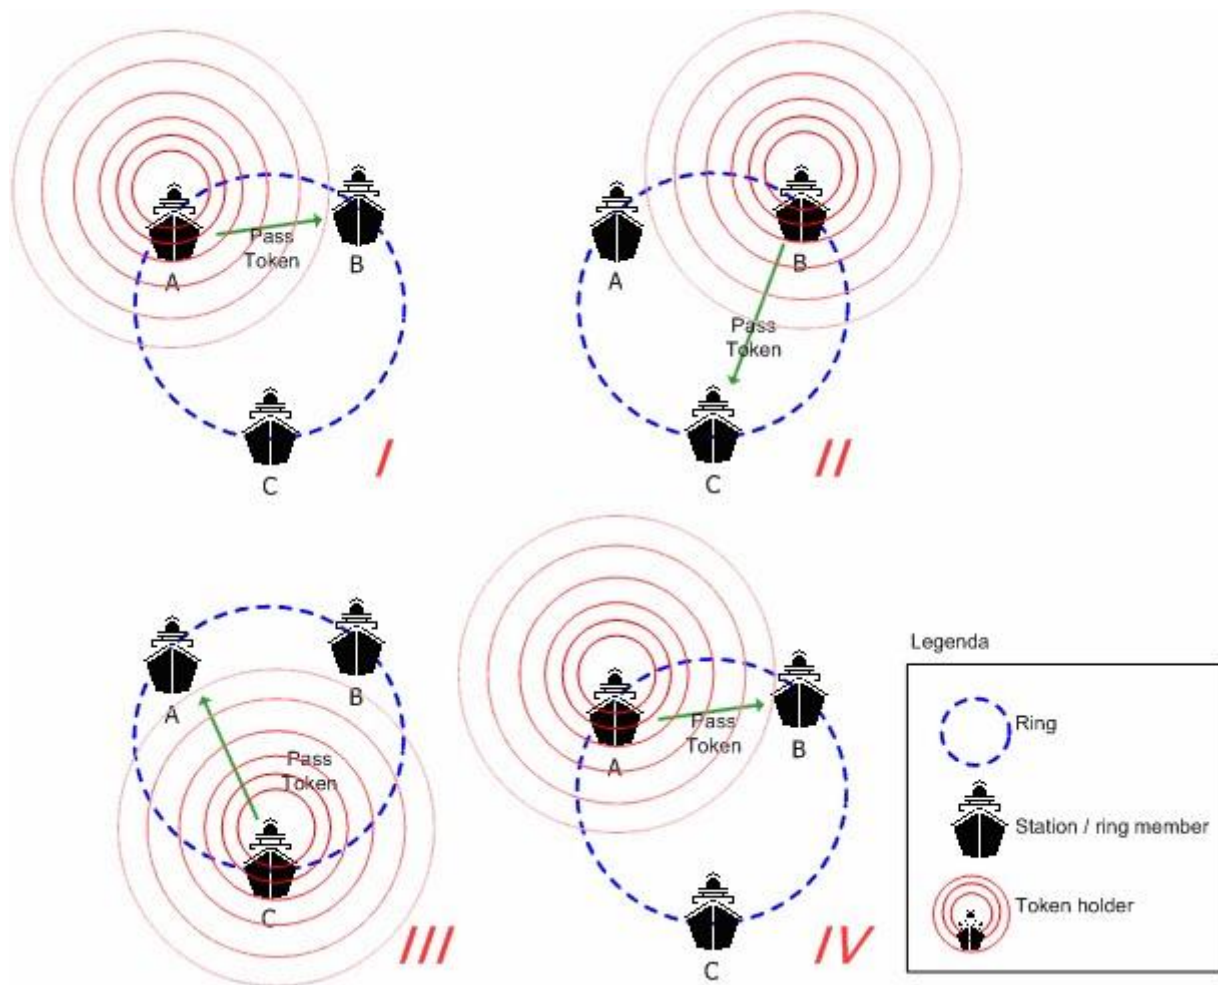 Pass
Token
A
B
C
I
A
B
Pass
Token
C
II
A
B
Pass
Token
C
III
Pass
Token
A
B
C
IV
Legenda
Ring
Station / ring member
Token holder